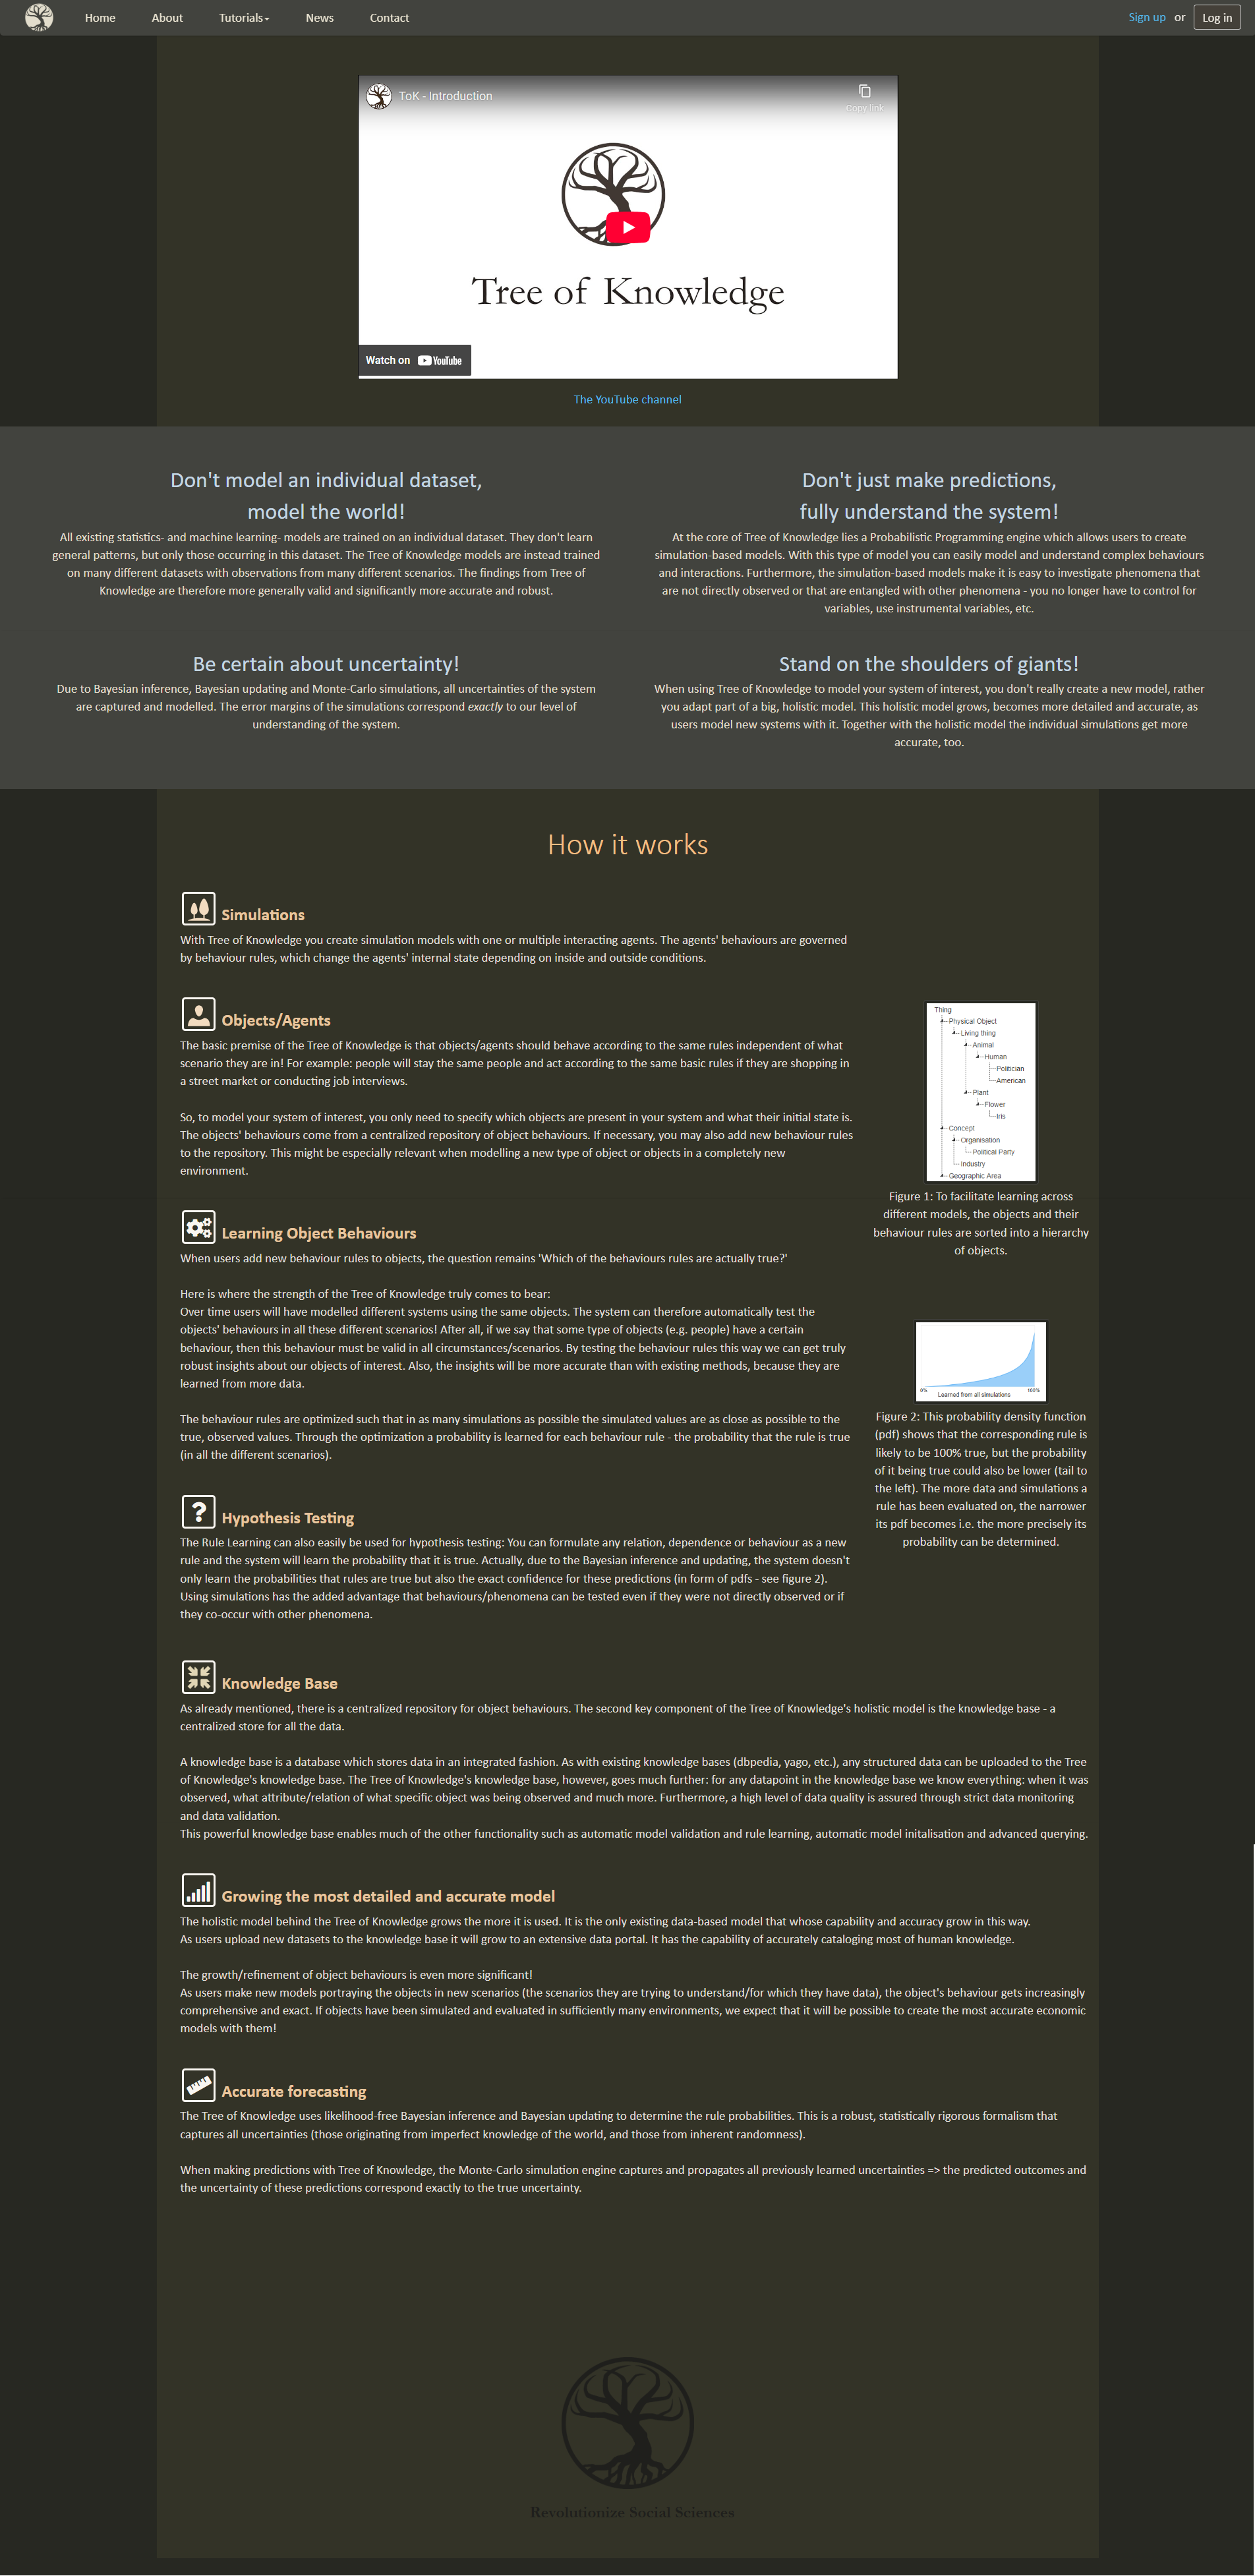 Home About Tutorials News Contact Sign up or Log in
ToK - Introduction
Copy link
Tree of Knowledge
Watch on YouTube
The YouTube channel
Don't model an individual dataset,
model the world!
All existing statistics- and machine learning- models are trained on an individual dataset. They don't learn
general patterns, but only those occurring in this dataset. The Tree of Knowledge models are instead trained
on many different datasets with observations from many different scenarios. The findings from Tree of
Knowledge are therefore more generally valid and significantly more accurate and robust.
Don't just make predictions,
fully understand the system!
At the core of Tree of Knowledge lies a Probabilistic Programming engine which allows users to create
simulation-based models. With this type of model you can easily model and understand complex behaviours
and interactions. Furthermore, the simulation-based models make it is easy to investigate phenomena that
are not directly observed or that are entangled with other phenomena - you no longer have to control for
variables, use instrumental variables, etc.
Be certain about uncertainty!
Due to Bayesian inference, Bayesian updating and Monte-Carlo simulations, all uncertainties of the system
are captured and modelled. The error margins of the simulations correspond exactly to our level of
understanding of the system.
Stand on the shoulders of giants!
When using Tree of Knowledge to model your system of interest, you don't really create a new model, rather
you adapt part of a big, holistic model. This holistic model grows, becomes more detailed and accurate, as
users model new systems with it. Together with the holistic model the individual simulations get more
accurate, too.
How it works
Simulations
With Tree of Knowledge you create simulation models with one or multiple interacting agents. The agents' behaviours are governed
by behaviour rules, which change the agents' internal state depending on inside and outside conditions.
Objects/Agents
The basic premise of the Tree of Knowledge is that objects/agents should behave according to the same rules independent of what
scenario they are in! For example: people will stay the same people and act according to the same basic rules if they are shopping in
a street market or conducting job interviews.
So, to model your system of interest, you only need to specify which objects are present in your system and what their initial state is.
The objects' behaviours come from a centralized repository of object behaviours. If necessary, you may also add new behaviour rules
to the repository. This might be especially relevant when modelling a new type of object or objects in a completely new
environment.
Thing
Physical Object
Living thing
Animal
Human
Politician
American
Plant
Flower
Iris
Concept
Organisation
Political Party
Industry
Geographic Area
Figure 1: To facilitate learning across
different models, the objects and their
behaviour rules are sorted into a hierarchy
of objects.
Learning Object Behaviours
When users add new behaviour rules to objects, the question remains 'Which of the behaviours rules are actually true?'
Here is where the strength of the Tree of Knowledge truly comes to bear:
Over time users will have modelled different systems using the same objects. The system can therefore automatically test the
objects' behaviours in all these different scenarios! After all, if we say that some type of objects (e.g. people) have a certain
behaviour, then this behaviour must be valid in all circumstances/scenarios. By testing the behaviour rules this way we can get truly
robust insights about our objects of interest. Also, the insights will be more accurate than with existing methods, because they are
learned from more data.
The behaviour rules are optimized such that in as many simulations as possible the simulated values are as close as possible to the
true, observed values. Through the optimization a probability is learned for each behaviour rule - the probability that the rule is true
(in all the different scenarios).
0% 100%
Learned from all simulations
Figure 2: This probability density function
(pdf) shows that the corresponding rule is
likely to be 100% true, but the probability
of it being true could also be lower (tail to
the left). The more data and simulations a
rule has been evaluated on, the narrower
its pdf becomes i.e. the more precisely its
probability can be determined.
Hypothesis Testing
The Rule Learning can also easily be used for hypothesis testing: You can formulate any relation, dependence or behaviour as a new
rule and the system will learn the probability that it is true. Actually, due to the Bayesian inference and updating, the system doesn't
only learn the probabilities that rules are true but also the exact confidence for these predictions (in form of pdfs - see figure 2).
Using simulations has the added advantage that behaviours/phenomena can be tested even if they were not directly observed or if
they co-occur with other phenomena.
Knowledge Base
As already mentioned, there is a centralized repository for object behaviours. The second key component of the Tree of Knowledge's holistic model is the knowledge base - a
centralized store for all the data.
A knowledge base is a database which stores data in an integrated fashion. As with existing knowledge bases (dbpedia, yago, etc.), any structured data can be uploaded to the Tree
of Knowledge's knowledge base. The Tree of Knowledge's knowledge base, however, goes much further: for any datapoint in the knowledge base we know everything: when it was
observed, what attribute/relation of what specific object was being observed and much more. Furthermore, a high level of data quality is assured through strict data monitoring
and data validation.
This powerful knowledge base enables much of the other functionality such as automatic model validation and rule learning, automatic model initalisation and advanced querying.
Growing the most detailed and accurate model
The holistic model behind the Tree of Knowledge grows the more it is used. It is the only existing data-based model that whose capability and accuracy grow in this way.
As users upload new datasets to the knowledge base it will grow to an extensive data portal. It has the capability of accurately cataloging most of human knowledge.
The growth/refinement of object behaviours is even more significant!
As users make new models portraying the objects in new scenarios (the scenarios they are trying to understand/for which they have data), the object's behaviour gets increasingly
comprehensive and exact. If objects have been simulated and evaluated in sufficiently many environments, we expect that it will be possible to create the most accurate economic
models with them!
Accurate forecasting
The Tree of Knowledge uses likelihood-free Bayesian inference and Bayesian updating to determine the rule probabilities. This is a robust, statistically rigorous formalism that
captures all uncertainties (those originating from imperfect knowledge of the world, and those from inherent randomness).
When making predictions with Tree of Knowledge, the Monte-Carlo simulation engine captures and propagates all previously learned uncertainties => the predicted outcomes and
the uncertainty of these predictions correspond exactly to the true uncertainty.
Revolutionize Social Sciences